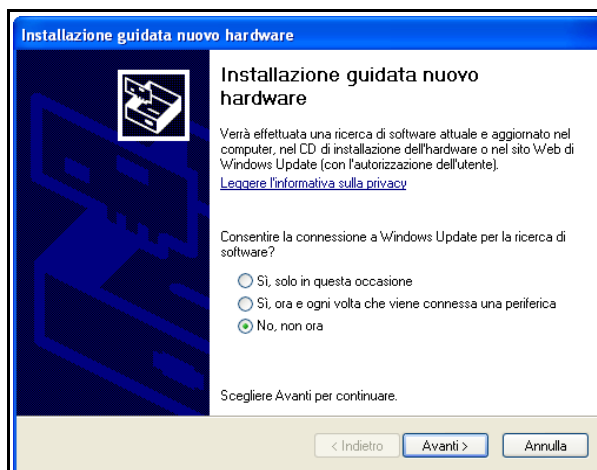 Installazione guidata nuovo hardware
Installazione guidata nuovo
hardware
Verrà effettuata una ricerca di software attuale e aggiornato nel
computer, nel CD di installazione dell'hardware o nel sito Web di
Windows Update (con l'autorizzazione dell'utente).
Leggere l'informativa sulla privacy
Consentire la connessione a Windows Update per la ricerca di
software?
Sì, solo in questa occasione
Sì, ora e ogni volta che viene connessa una periferica
No, non ora
Scegliere Avanti per continuare.
< Indietro Avanti > Annulla